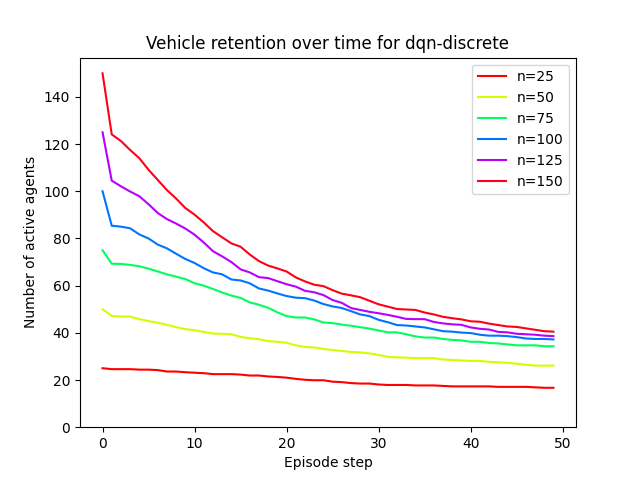 Vehicle retention over time for dqn-discrete
n=25
n=50
n=75
n=100
n=125
n=150
Number of active agents
140
120
100
80
60
40
20
0
0 10 20 30 40 50
Episode step